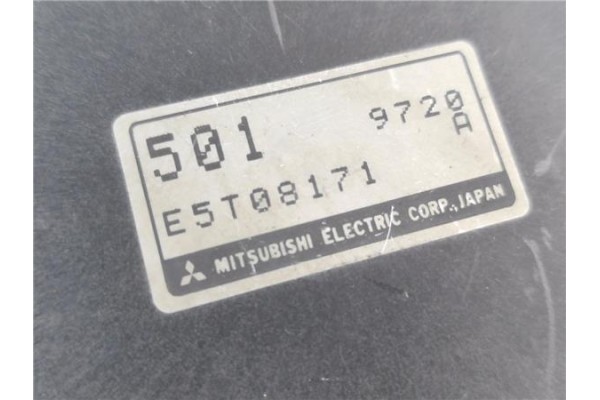 501 9720
A
E5T08171
MITSUBISHI ELECTRIC CORP., JAPAN